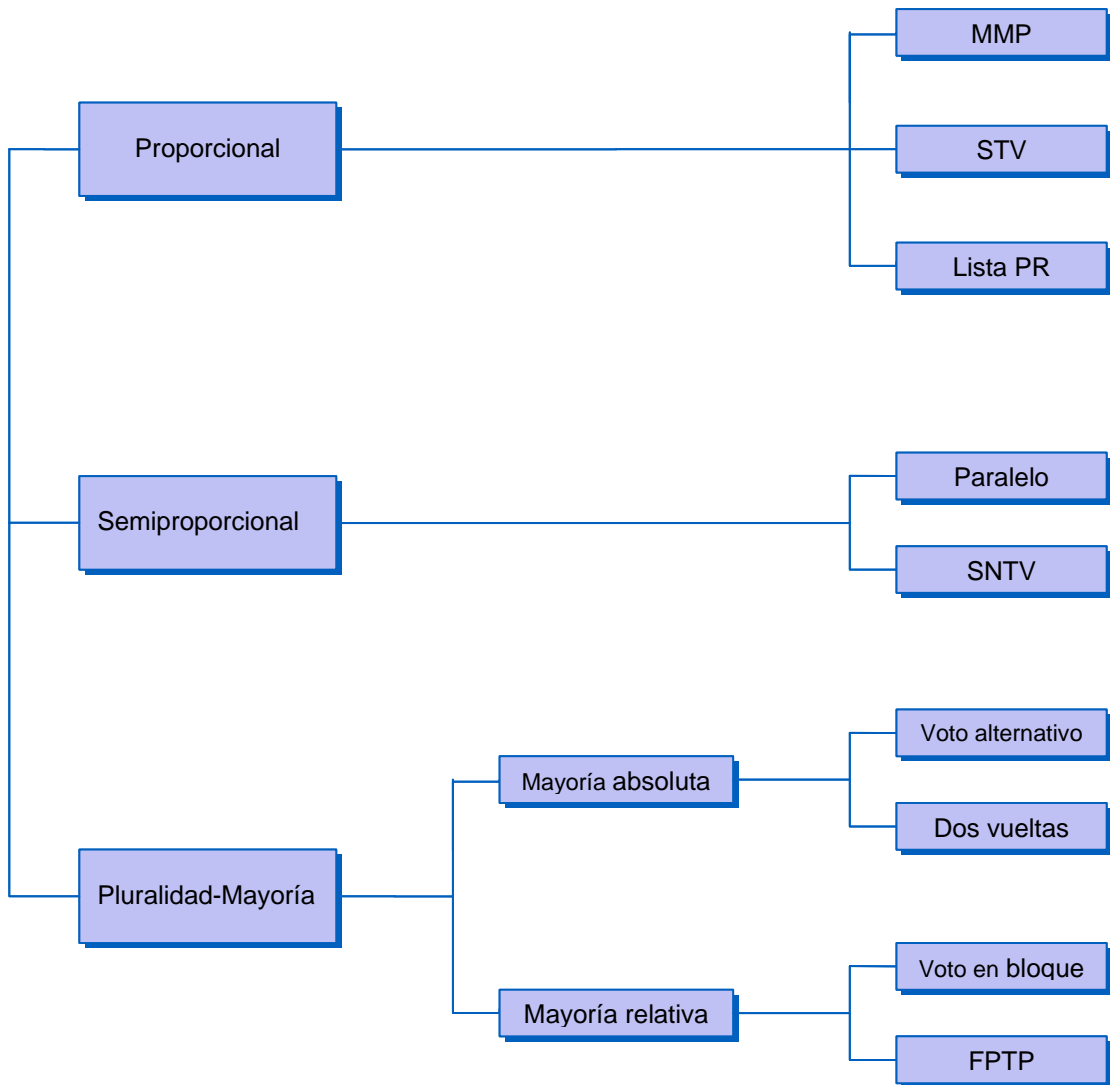 MMP
Proporcional
STV
Lista PR
Paralelo
Semiproporcional
SNTV
Voto alternativo
Mayoría absoluta
Dos vueltas
Pluralidad-Mayoría
Voto en bloque
Mayoría relativa
FPTP